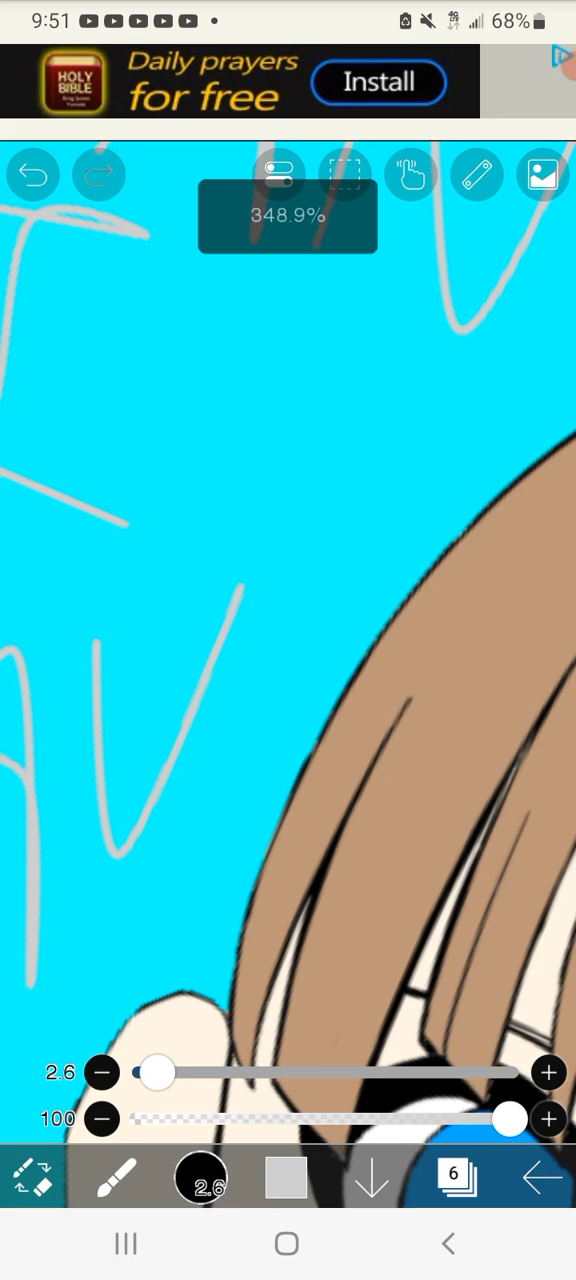 9:51 68%
HOLY
BIBLE
Daily prayers
for free
Install
348.9%
2.6
100
2.6 6